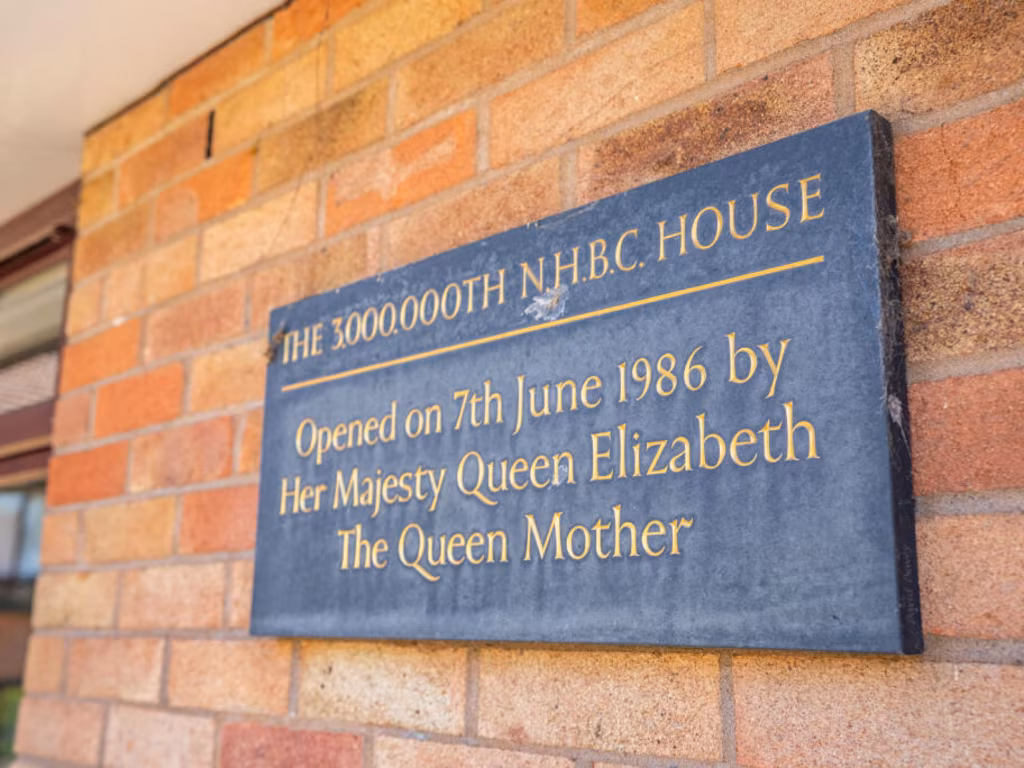 THE 3,000,000TH N.H.B.C. HOUSE
Opened on 7th June 1986 by
Her Majesty Queen Elizabeth
The Queen Mother